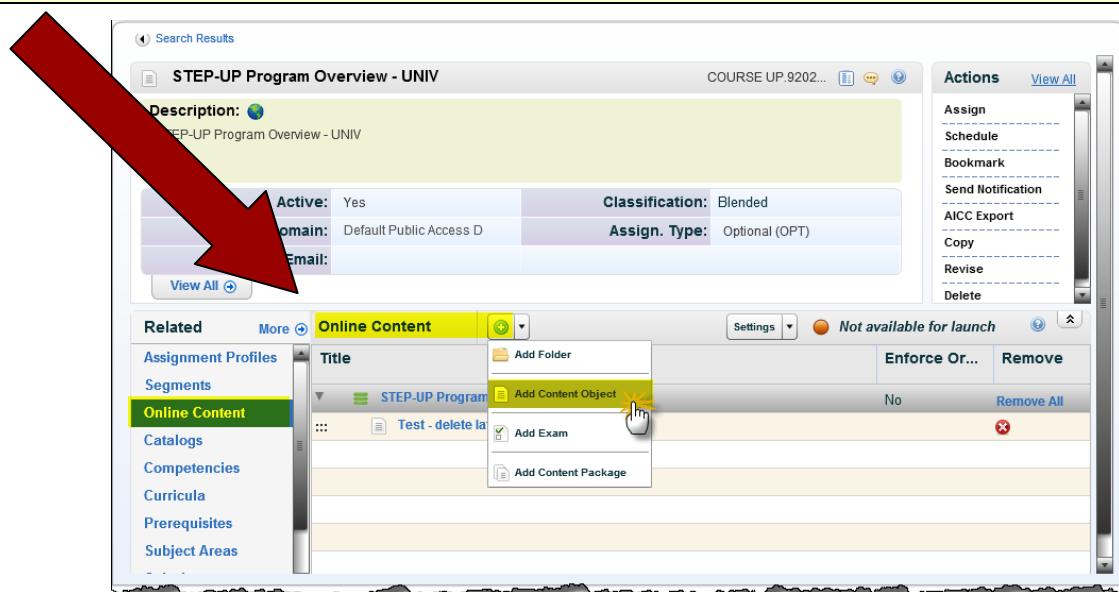 Search Results
STEP-UP Program Overview - UNIV COURSE UP.9202...
Description:
STEP-UP Program Overview - UNIV
Active: Yes Classification: Blended
Domain: Default Public Access D Assign. Type: Optional (OPT)
Email:
View All
Actions View All
Assign
Schedule
Bookmark
Send Notification
AICC Export
Copy
Revise
Delete
Related More
Assignment Profiles
Segments
Online Content
Catalogs
Competencies
Curricula
Prerequisites
Subject Areas
Online Content Settings Not available for launch
Title Enforce Or... Remove
STEP-UP Program No Remove All
Test - delete la
Add Folder
Add Content Object
Add Exam
Add Content Package